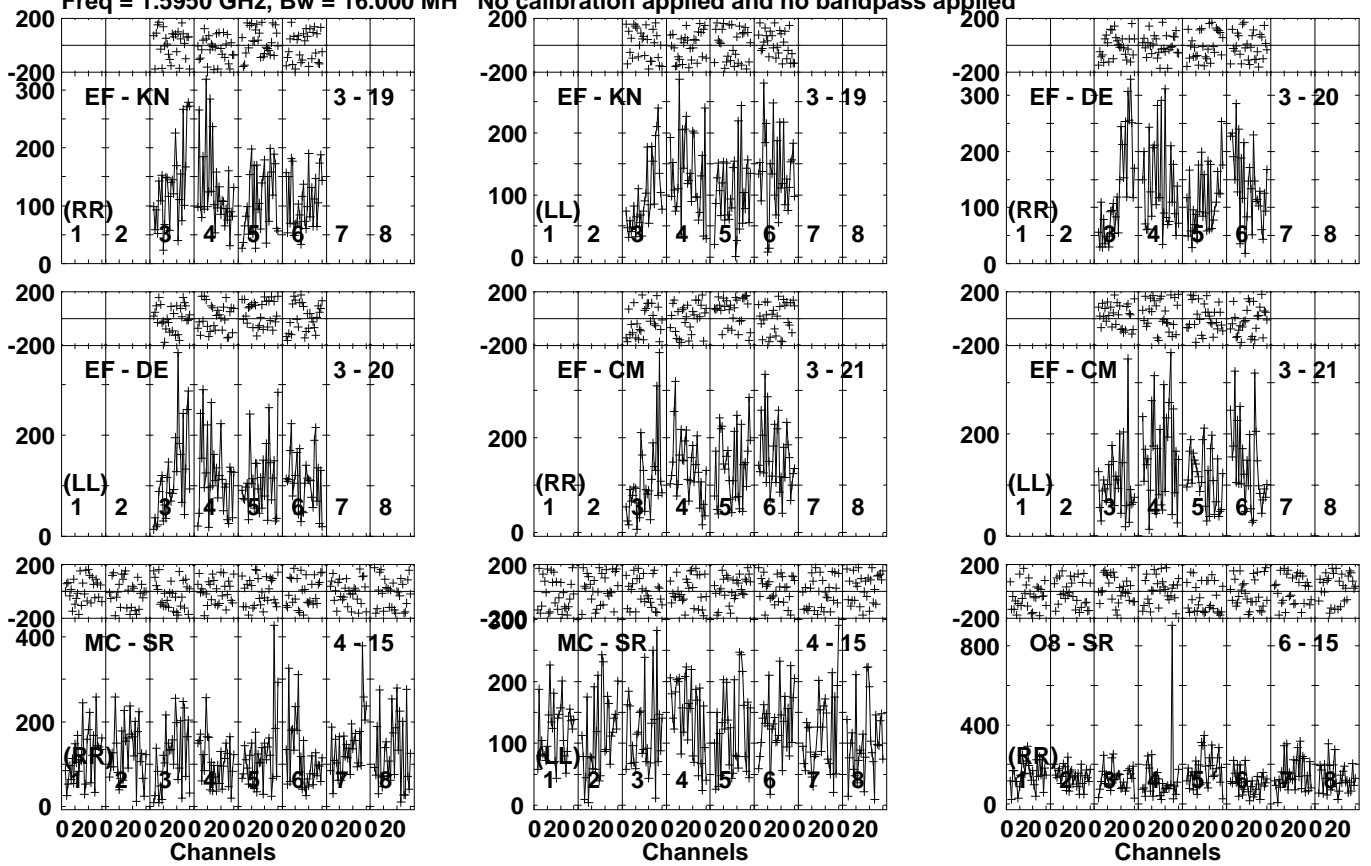 Freq = 1.5950 GHz, Bw = 16.000 MH No calibration applied and no bandpass applied
200 200 200
-200 -200 -200
300 EF - KN 3 - 19 EF - KN 3 - 19 300 EF - DE 3 - 20
200 200 200
100 100 100
(RR) (LL) (RR)
1 2 3 4 5 6 7 8 1 2 3 4 5 6 7 8 1 2 3 4 5 6 7 8
0 0 0
200 200 200
-200 -200 -200
EF - DE 3 - 20 EF - CM 3 - 21 EF - CM 3 - 21
200 200 200
(LL) (RR) (LL)
1 2 3 4 5 6 7 8 1 2 3 4 5 6 7 8 1 2 3 4 5 6 7 8
0 0 0
200 200 200
-200 -200 -200
400 MC - SR 4 - 15 300 MC - SR 4 - 15 800 O8 - SR 6 - 15
200 200 400
(RR) 100 (LL) (RR)
1 2 3 4 5 6 7 8 1 2 3 4 5 6 7 8 1 2 3 4 5 6 7 8
0 0 0
0 20 0 20 0 20 0 20 0 20 0 20 0 20 0 20 0 20 0 20 0 20 0 20 0 20 0 20 0 20 0 20 0 20 0 20 0 20 0 20 0 20 0 20 0 20 0 20
Channels Channels Channels